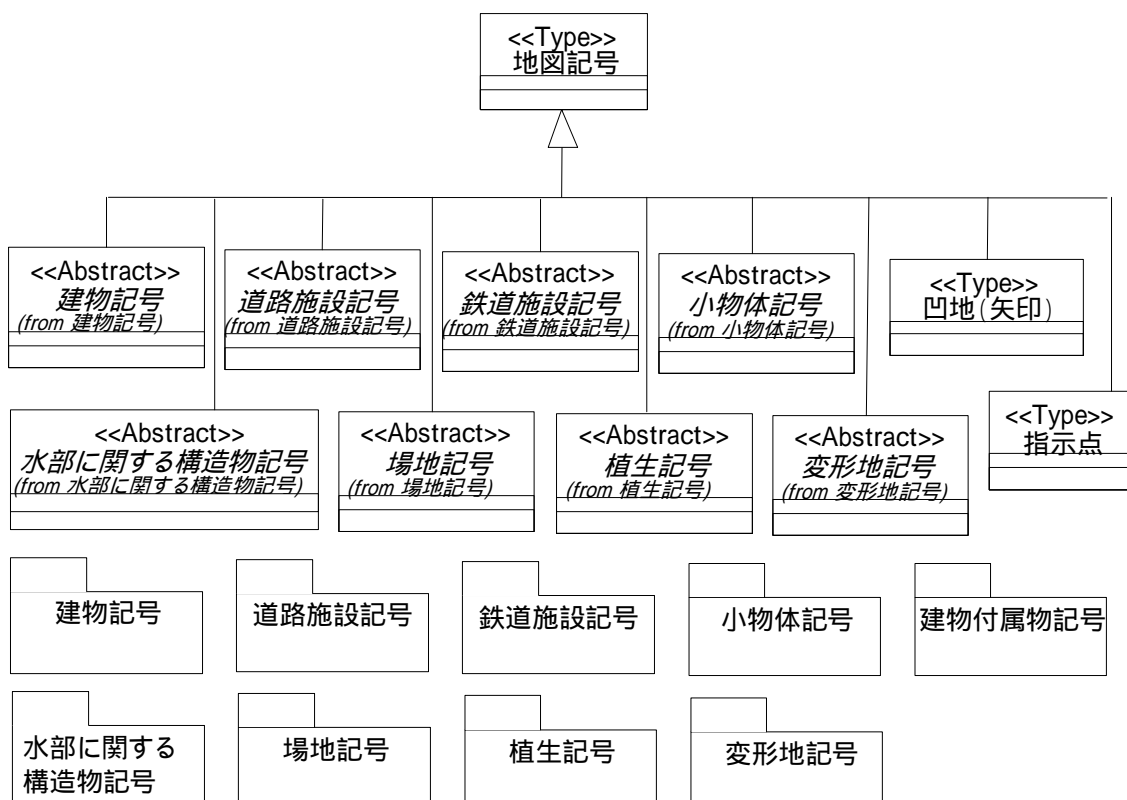 <<Type>>
地図記号
<<Abstract>>
建物記号
(from 建物記号)
<<Abstract>>
道路施設記号
(from 道路施設記号)
<<Abstract>>
鉄道施設記号
(from 鉄道施設記号)
<<Abstract>>
小物体記号
(from 小物体記号)
<<Type>>
凹地(矢印)
<<Abstract>>
水部に関する構造物記号
(from 水部に関する構造物記号)
<<Abstract>>
場地記号
(from 場地記号)
<<Abstract>>
植生記号
(from 植生記号)
<<Abstract>>
変形地記号
(from 変形地記号)
<<Type>>
指示点
建物記号
道路施設記号
鉄道施設記号
小物体記号
建物付属物記号
水部に関する
構造物記号
場地記号
植生記号
変形地記号